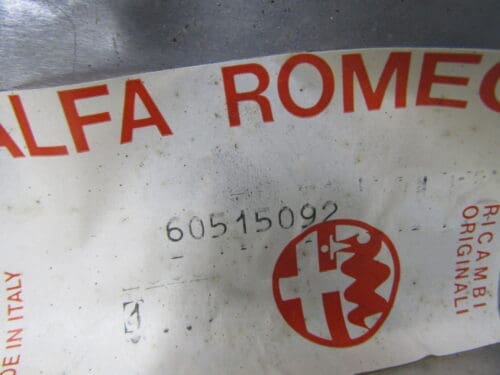 ALFA ROMEO
60515092
RICAMBI
ORIGINALI
DE IN ITALY